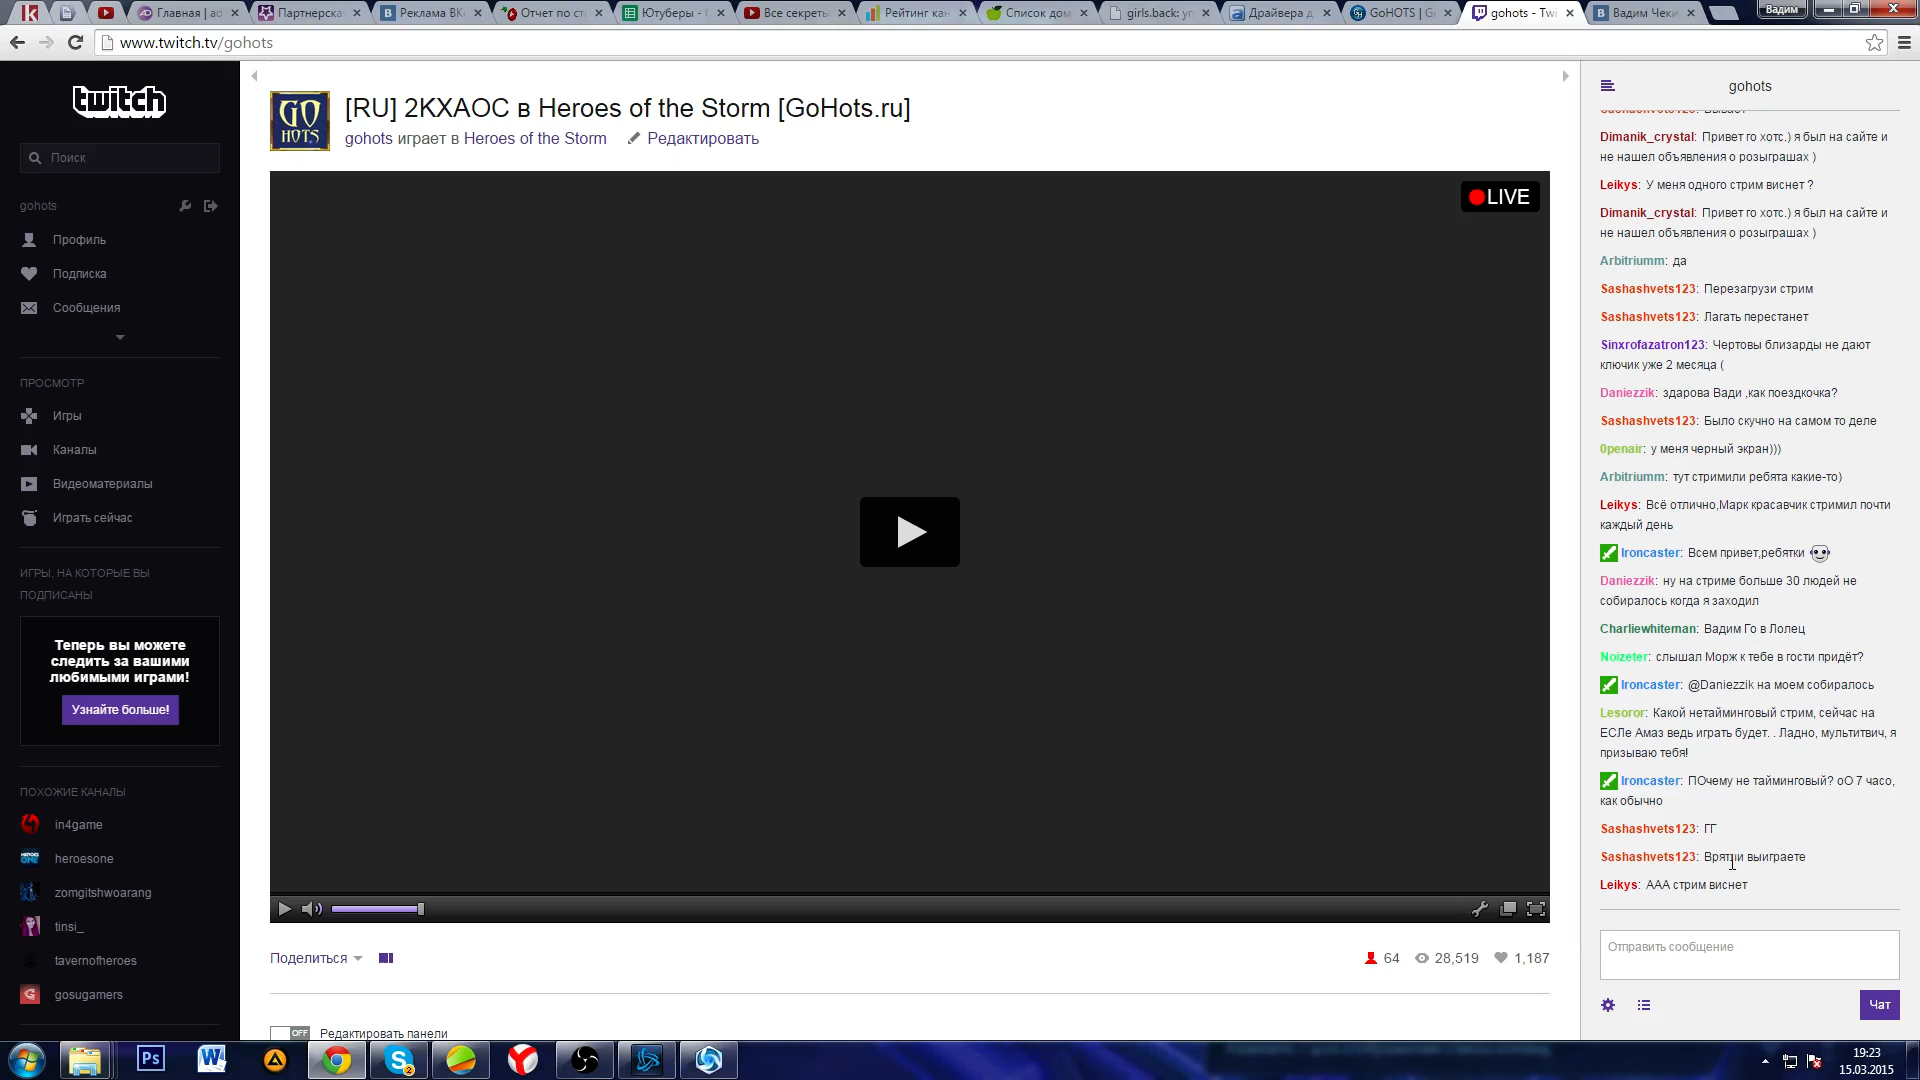 Главная | ad
Партнерска
Реклама ВК
Отчет по ста
Ютуберы - G
Все секреты
Рейтинг кан
Список дом
girls.back: уп
Драйвера д
GoHOTS | G
gohots - Twi
Вадим Чеки
Вадим
www.twitch.tv/gohots
twitch
Поиск
gohots
Профиль
Подписка
Сообщения
ПРОСМОТР
Игры
Каналы
Видеоматериалы
Играть сейчас
ИГРЫ, НА КОТОРЫЕ ВЫ
ПОДПИСАНЫ
Теперь вы можете
следить за вашими
любимыми играми!
Узнайте больше!
ПОХОЖИЕ КАНАЛЫ
in4game
heroesone
zomgitshwoarang
tinsi_
tavernofheroes
gosugamers
GO
HOTS
[RU] 2KXAOC в Heroes of the Storm [GoHots.ru]
gohots играет в Heroes of the Storm Редактировать
LIVE
Поделиться
64 28,519 1,187
OFF Редактировать панели
gohots
Dimanik_crystal: Привет го хотс.) я был на сайте и
не нашел объявления о розыграшах )
Leikys: У меня одного стрим виснет ?
Dimanik_crystal: Привет го хотс.) я был на сайте и
не нашел объявления о розыграшах )
Arbitriumm: да
Sashashvets123: Перезагрузи стрим
Sashashvets123: Лагать перестанет
Sinxrofazatron123: Чертовы близарды не дают
ключик уже 2 месяца (
Daniezzik: здарова Вади ,как поездочка?
Sashashvets123: Было скучно на самом то деле
0penair: у меня черный экран)))
Arbitriumm: тут стримили ребята какие-то)
Leikys: Всё отлично,Марк красавчик стримил почти
каждый день
Ironcaster: Всем привет,ребятки
Daniezzik: ну на стриме больше 30 людей не
собиралось когда я заходил
Charliewhiteman: Вадим Го в Лолец
Noizeter: слышал Морж к тебе в гости придёт?
Ironcaster: @Daniezzik на моем собиралось
Lesoror: Какой нетайминговый стрим, сейчас на
ЕСЛе Амаз ведь играть будет. . Ладно, мультитвич, я
призываю тебя!
Ironcaster: ПОчему не тайминговый? оО 7 часо,
как обычно
Sashashvets123: ГГ
Sashashvets123: Врятли выиграете
Leikys: ААА стрим виснет
Отправить сообщение
Чат
19:23
15.03.2015